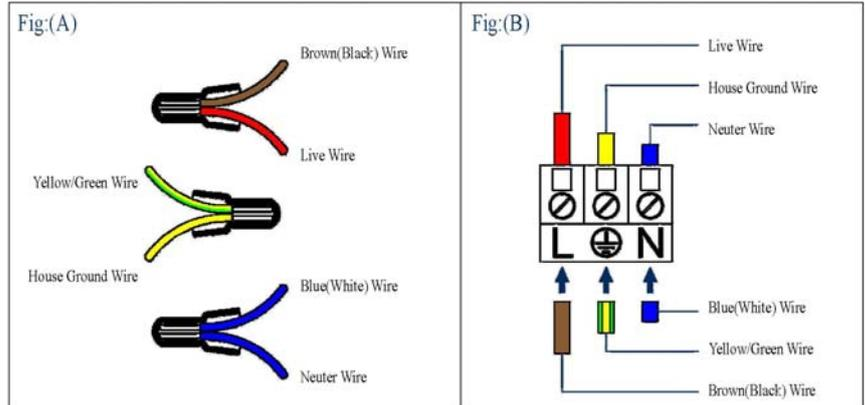 Fig:(A)
Brown(Black) Wire
Live Wire
Yellow/Green Wire
House Ground Wire
Blue(White) Wire
Neuter Wire
Fig:(B)
Live Wire
House Ground Wire
Neuter Wire
L N
Blue(White) Wire
Yellow/Green Wire
Brown(Black) Wire